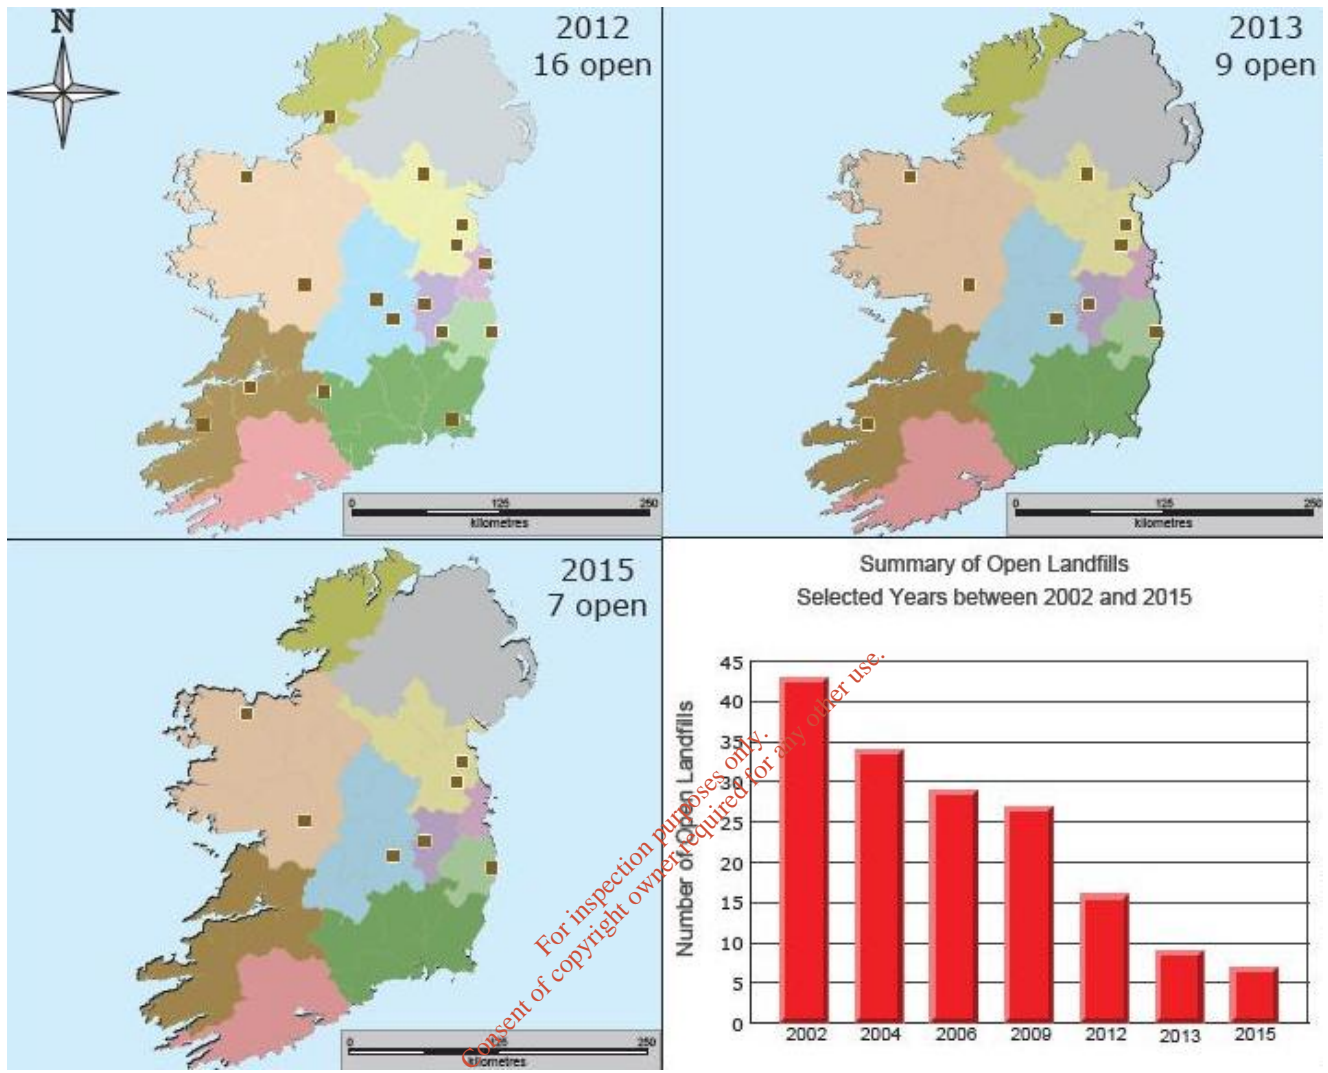 N
2012
16 open
0 125 250
kilometres
2013
9 open
0 125 250
kilometres
2015
7 open
0 125 250
kilometres
Summary of Open Landfills
Selected Years between 2002 and 2015
Number of Open Landfills
45
40
35
30
25
20
15
10
5
0
2002 2004 2006 2009 2012 2013 2015
For inspection purposes only.
Consent of copyright owner required for any other use.